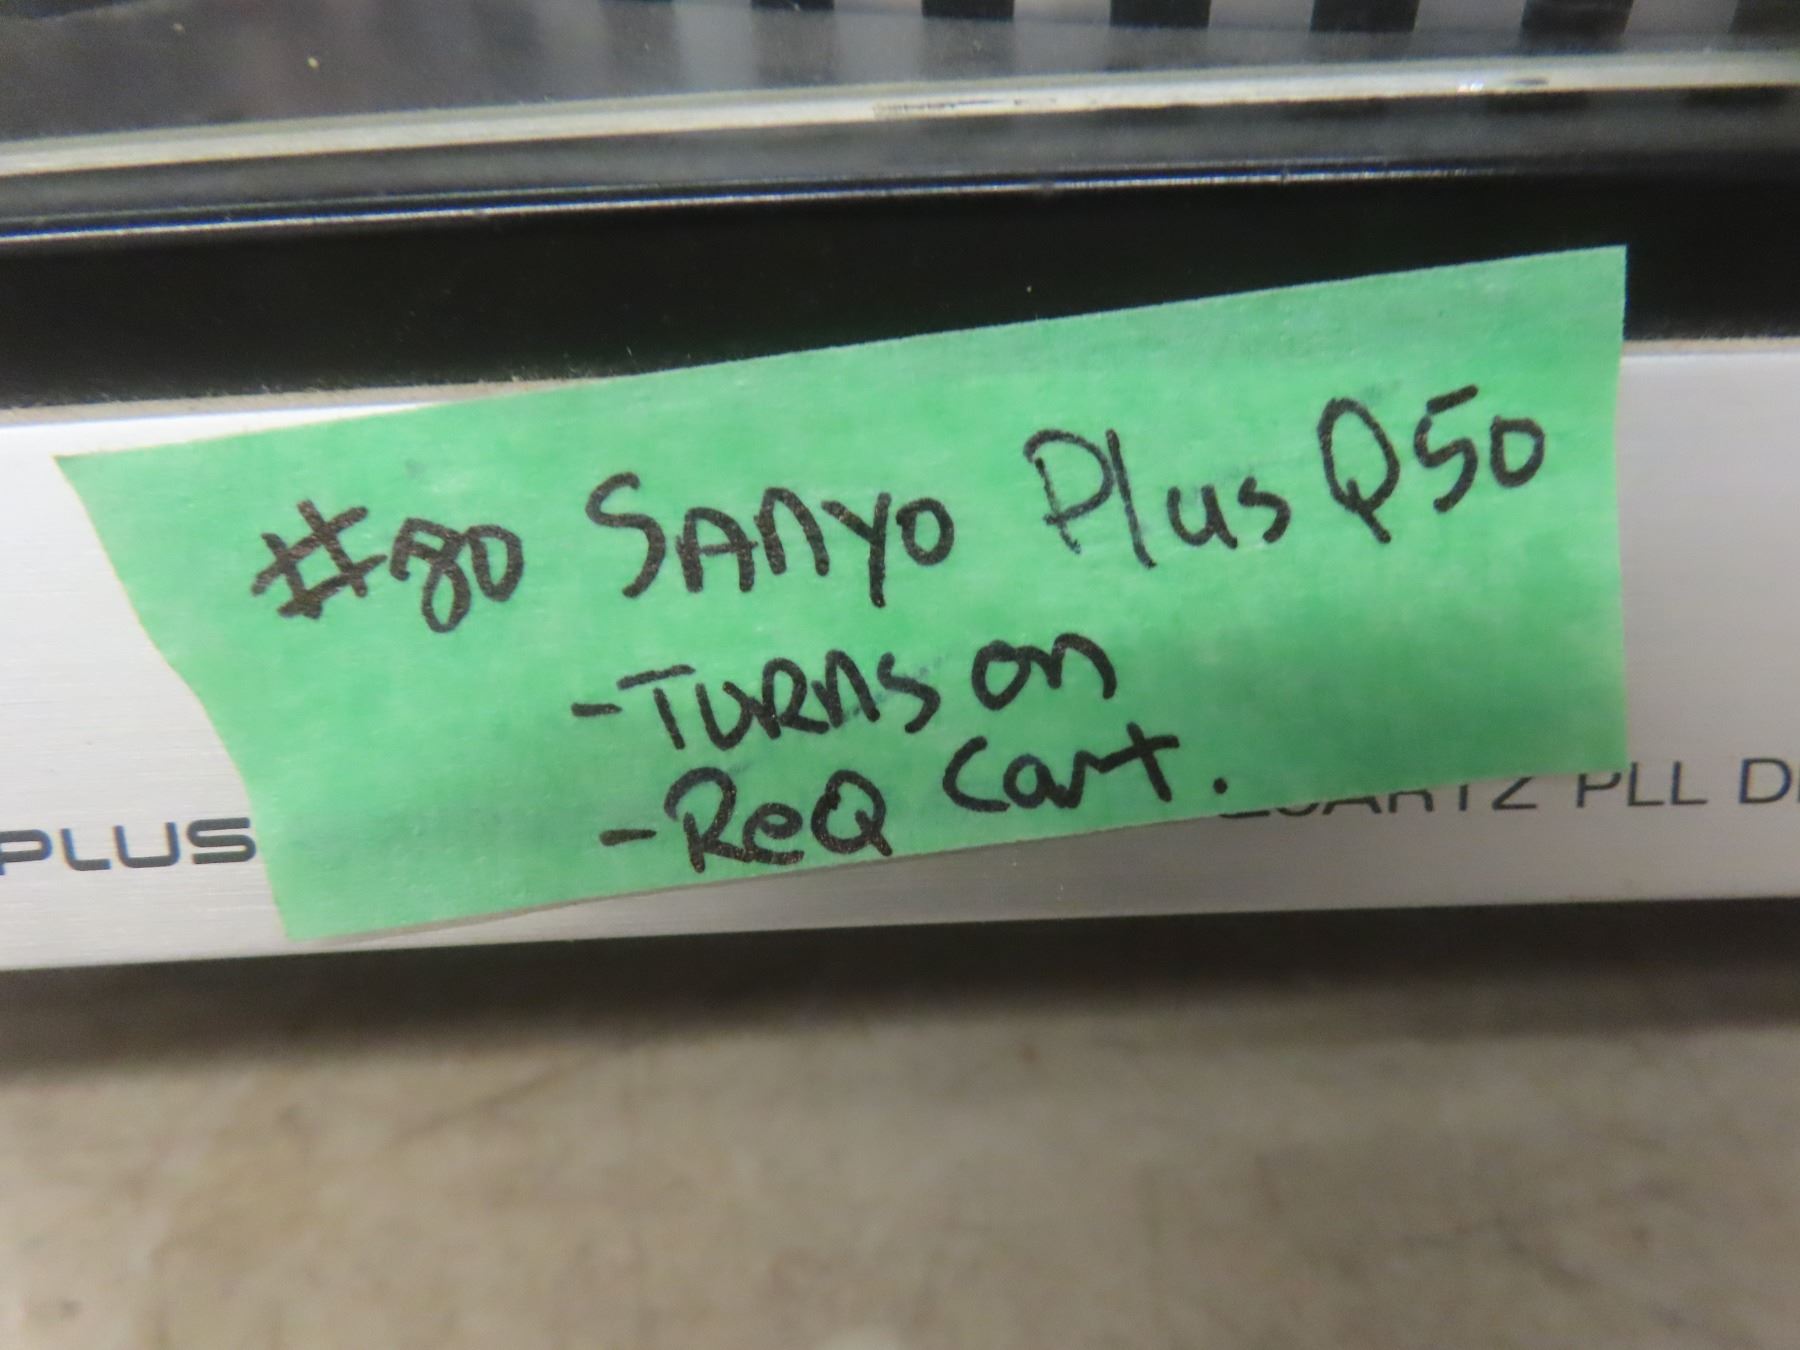 #80 SANYO Plus Q50
-TURNS on
-ReQ Cart.
PLUS
QUARTZ PLL